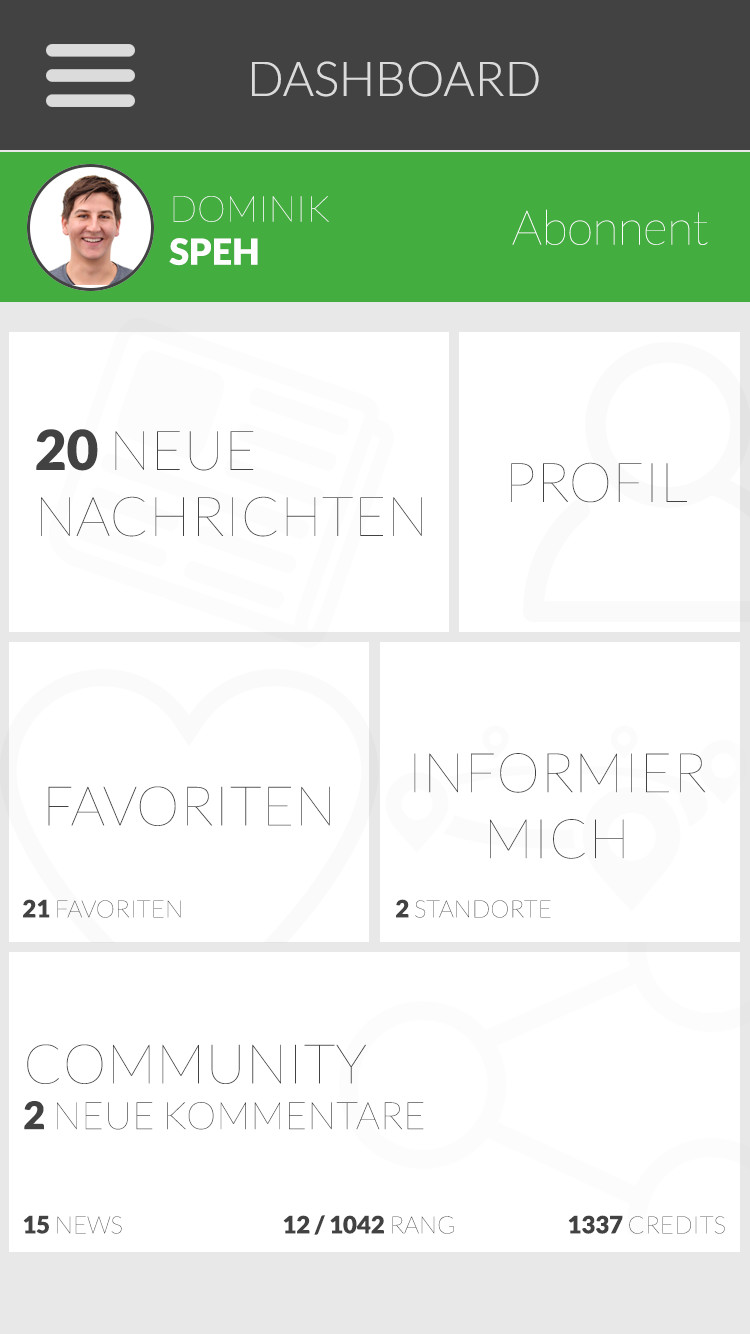 DASHBOARD
DOMINIK
SPEH
Abonnent
20 NEUE
NACHRICHTEN
PROFIL
FAVORITEN
21 FAVORITEN
INFORMIER
MICH
2 STANDORTE
COMMUNITY
2 NEUE KOMMENTARE
15 NEWS
12 / 1042 RANG
1337 CREDITS